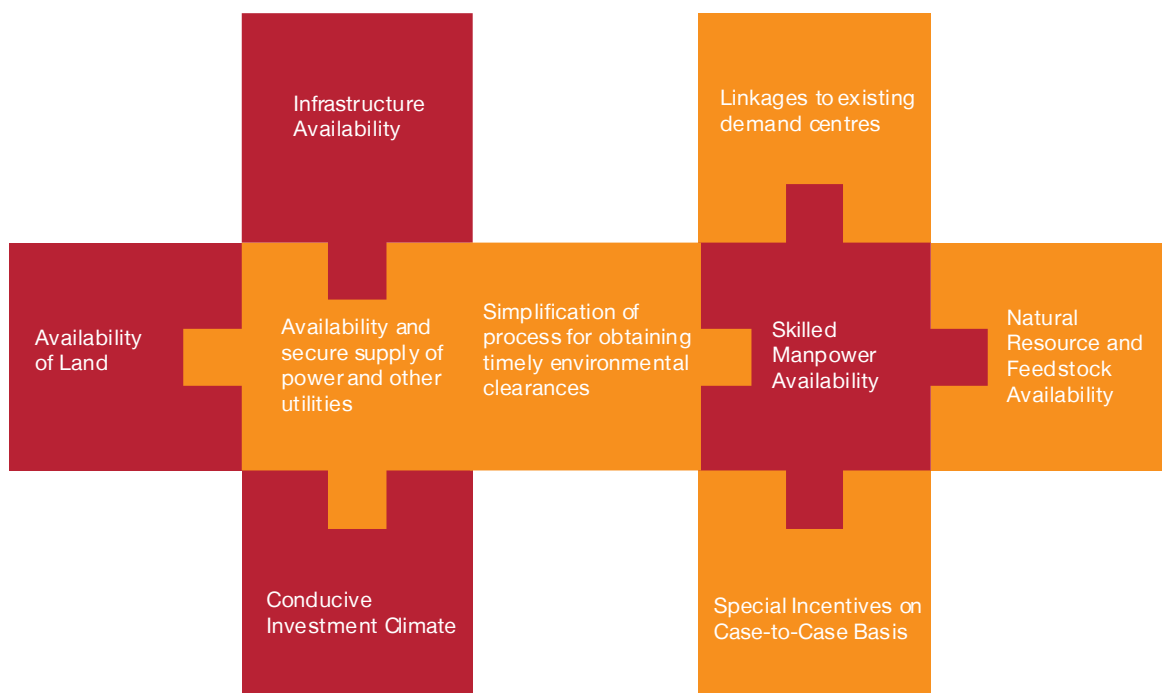 Infrastructure
Availability
Linkages to existing
demand centres
Availability
of Land
Availability and
secure supply of
power and other
utilities
Simplification of
process for obtaining
timely environmental
clearances
Skilled
Manpower
Availability
Natural
Resource and
Feedstock
Availability
Conducive
Investment Climate
Special Incentives on
Case-to-Case Basis